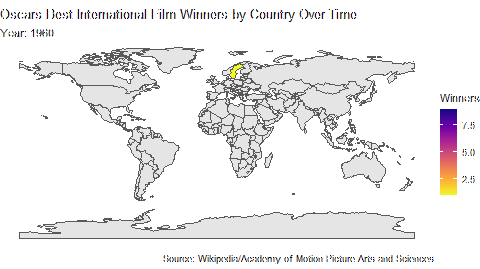 Oscars Best International Film Winners by Country Over Time
Year: 1960
Winners
7.5
5.0
2.5
Source: Wikipedia/Academy of Motion Picture Arts and Sciences